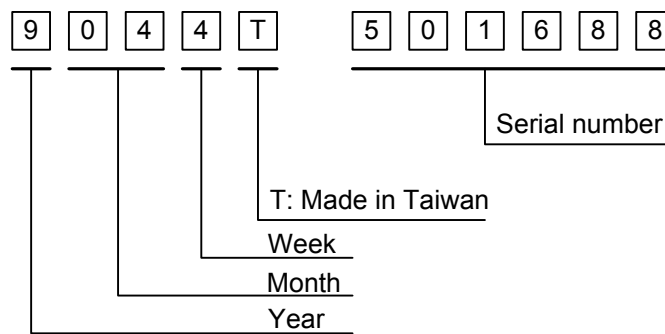 9 0 4 4 T 5 0 1 6 8 8
Serial number
T: Made in Taiwan
Week
Month
Year